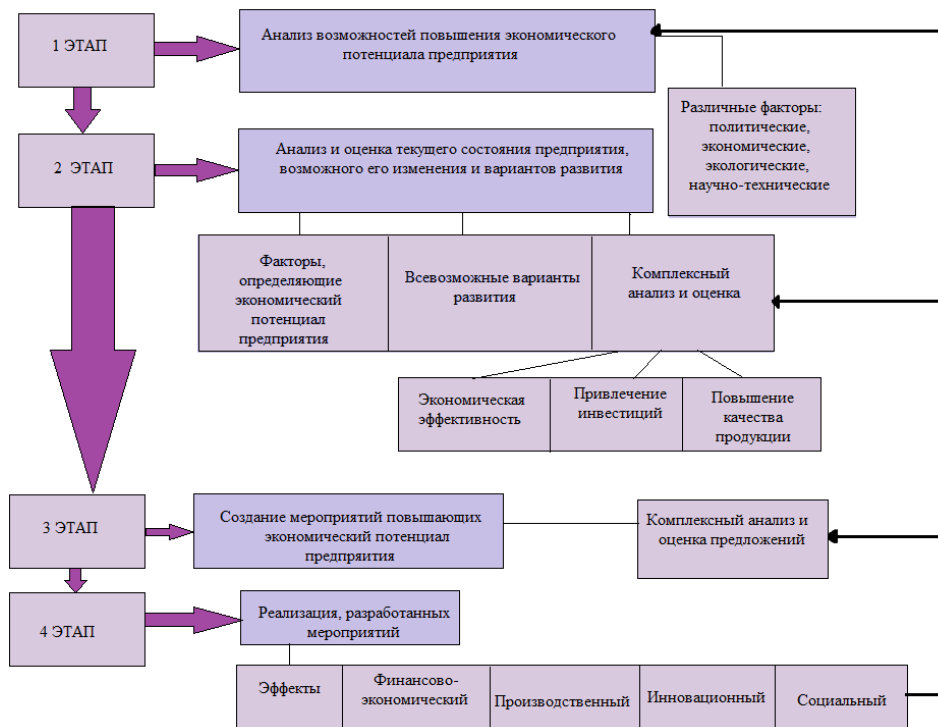 1 ЭТАП
Анализ возможностей повышения экономического
потенциала предприятия
Различные факторы:
политические,
экономические,
экологические,
научно-технические
2 ЭТАП
Анализ и оценка текущего состояния предприятия,
возможного его изменения и вариантов развития
Факторы,
определяющие
экономический
потенциал
предприятия
Всевозможные варианты
развития
Комплексный
анализ и оценка
Экономическая
эффективность
Привлечение
инвестиций
Повышение
качества
продукции
3 ЭТАП
Создание мероприятий повышающих
экономический потенциал
предпряития
Комплексный анализ и
оценка предложений
4 ЭТАП
Реализация, разработанных
мероприятий
Эффекты
Финансово-
экономический
Производственный
Инновационный
Социальный